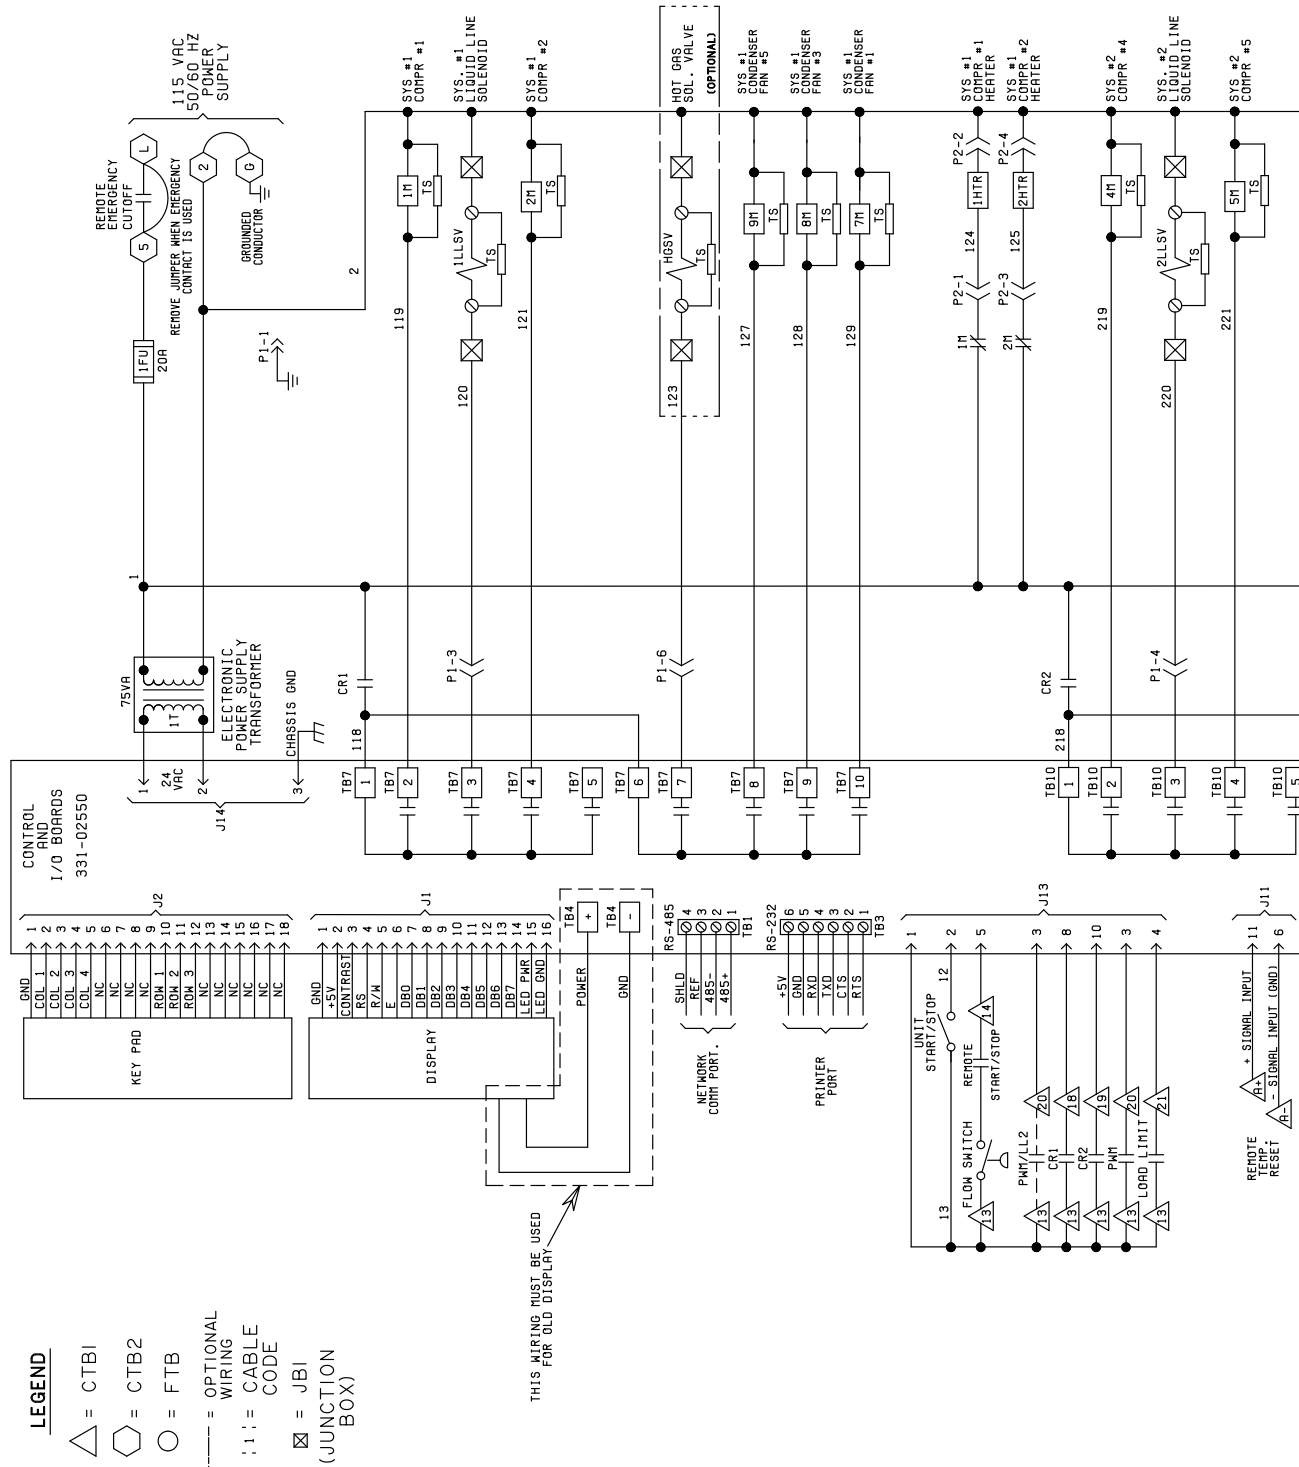 115 VAC
50/60 HZ
POWER
SUPPLY
L
2
G
REMOTE
EMERGENCY
CUTOFF
5
REMOVE JUMPER WHEN EMERGENCY
CONTACT IS USED
GROUNDED
CONDUCTOR
1FU
20A
P1-1
2
1
75VA
1T
ELECTRONIC
POWER SUPPLY
TRANSFORMER
CHASSIS GND
24
VAC
1
2
3
J14
CONTROL
AND
I/O BOARDS
331-02550
SYS #1
COMPR #1
1M
TS
119
SYS. #1
LIQUID LINE
SOLENOID
1LLSV
TS
120
P1-3
SYS #1
COMPR #2
2M
TS
121
HOT GAS
SOL. VALVE
(OPTIONAL)
HGSV
TS
123
P1-6
SYS #1
CONDENSER
FAN #5
9M
TS
127
SYS #1
CONDENSER
FAN #3
8M
TS
128
SYS #1
CONDENSER
FAN #1
7M
TS
129
SYS #1
COMPR #1
HEATER
P2-2
1HTR
124
P2-1
1M
SYS #1
COMPR #2
HEATER
P2-4
2HTR
125
P2-3
2M
SYS #2
COMPR #4
4M
TS
219
SYS. #2
LIQUID LINE
SOLENOID
2LLSV
TS
220
P1-4
SYS #2
COMPR #5
5M
TS
221
CR1
118
CR2
218
TB7 1
TB7 2
TB7 3
TB7 4
TB7 5
TB7 6
TB7 7
TB7 8
TB7 9
TB7 10
TB10 1
TB10 2
TB10 3
TB10 4
TB10 5
J2
GND 1
COL 1 2
COL 2 3
COL 3 4
COL 4 5
NC 6
NC 7
NC 8
NC 9
ROW 1 10
ROW 2 11
ROW 3 12
NC 13
NC 14
NC 15
NC 16
NC 17
NC 18
KEY PAD
J1
GND 1
+5V 2
CONTRAST 3
RS 4
R/W 5
E 6
DB0 7
DB1 8
DB2 9
DB3 10
DB4 11
DB5 12
DB6 13
DB7 14
LED PWR 15
LED GND 16
DISPLAY
TB4 +
TB4 -
POWER
GND
THIS WIRING MUST BE USED
FOR OLD DISPLAY
RS-485
4
3
2
1
TB1
SHLD
REF
485-
485+
NETWORK
COMM PORT.
RS-232
6
5
4
3
2
1
TB3
+5V
GND
RXD
TXD
CTS
RTS
PRINTER
PORT
J13
1
2
5
3
8
10
3
4
12
UNIT
START/STOP
13
14
REMOTE
START/STOP
FLOW SWITCH
13
20
PWM/LL2
13
18
CR1
13
19
CR2
13
20
PWM
13
21
LOAD LIMIT
13
J11
11
6
+ SIGNAL INPUT
- SIGNAL INPUT (GND)
A+
A-
REMOTE
TEMP.
RESET
LEGEND
= CTB1
= CTB2
= FTB
= OPTIONAL
WIRING
1 = CABLE
CODE
= JB1
(JUNCTION
BOX)